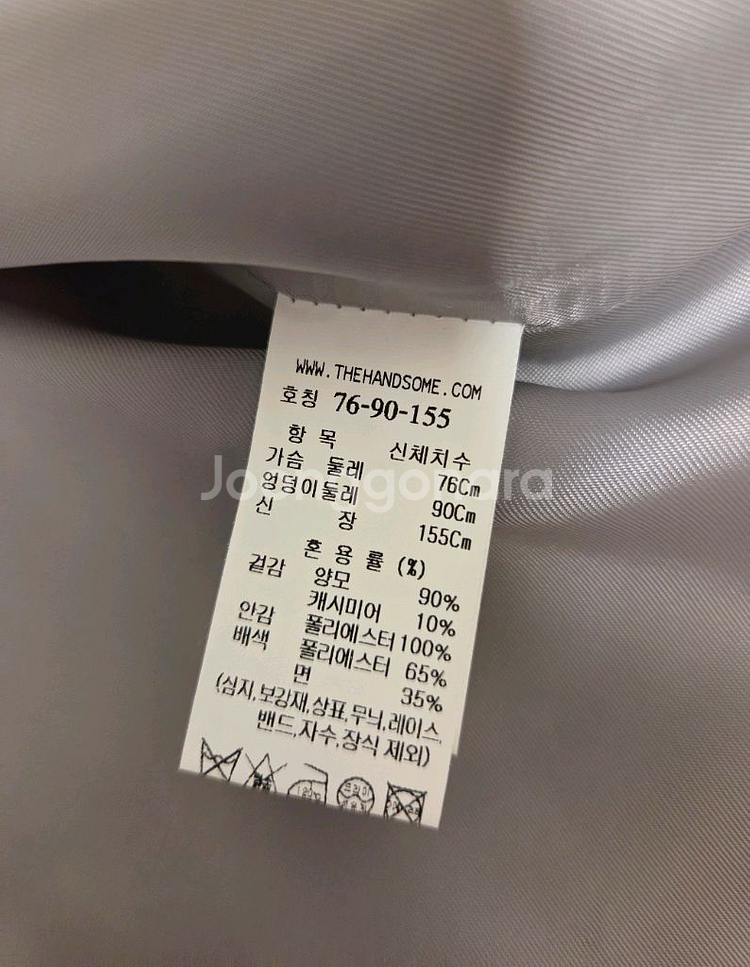 WWW.THEHANDSOME.COM
호칭 76-90-155
항 목 신체치수
가슴 둘레 76Cm
엉덩이둘레 90Cm
신 장 155Cm
혼 용 률 (%)
겉감 양모 90%
캐시미어 10%
안감 폴리에스터 100%
배색 폴리에스터 65%
면 35%
(심지,보강재,상표,무늬,레이스,
밴드,자수,장식 제외)
Joonggonara